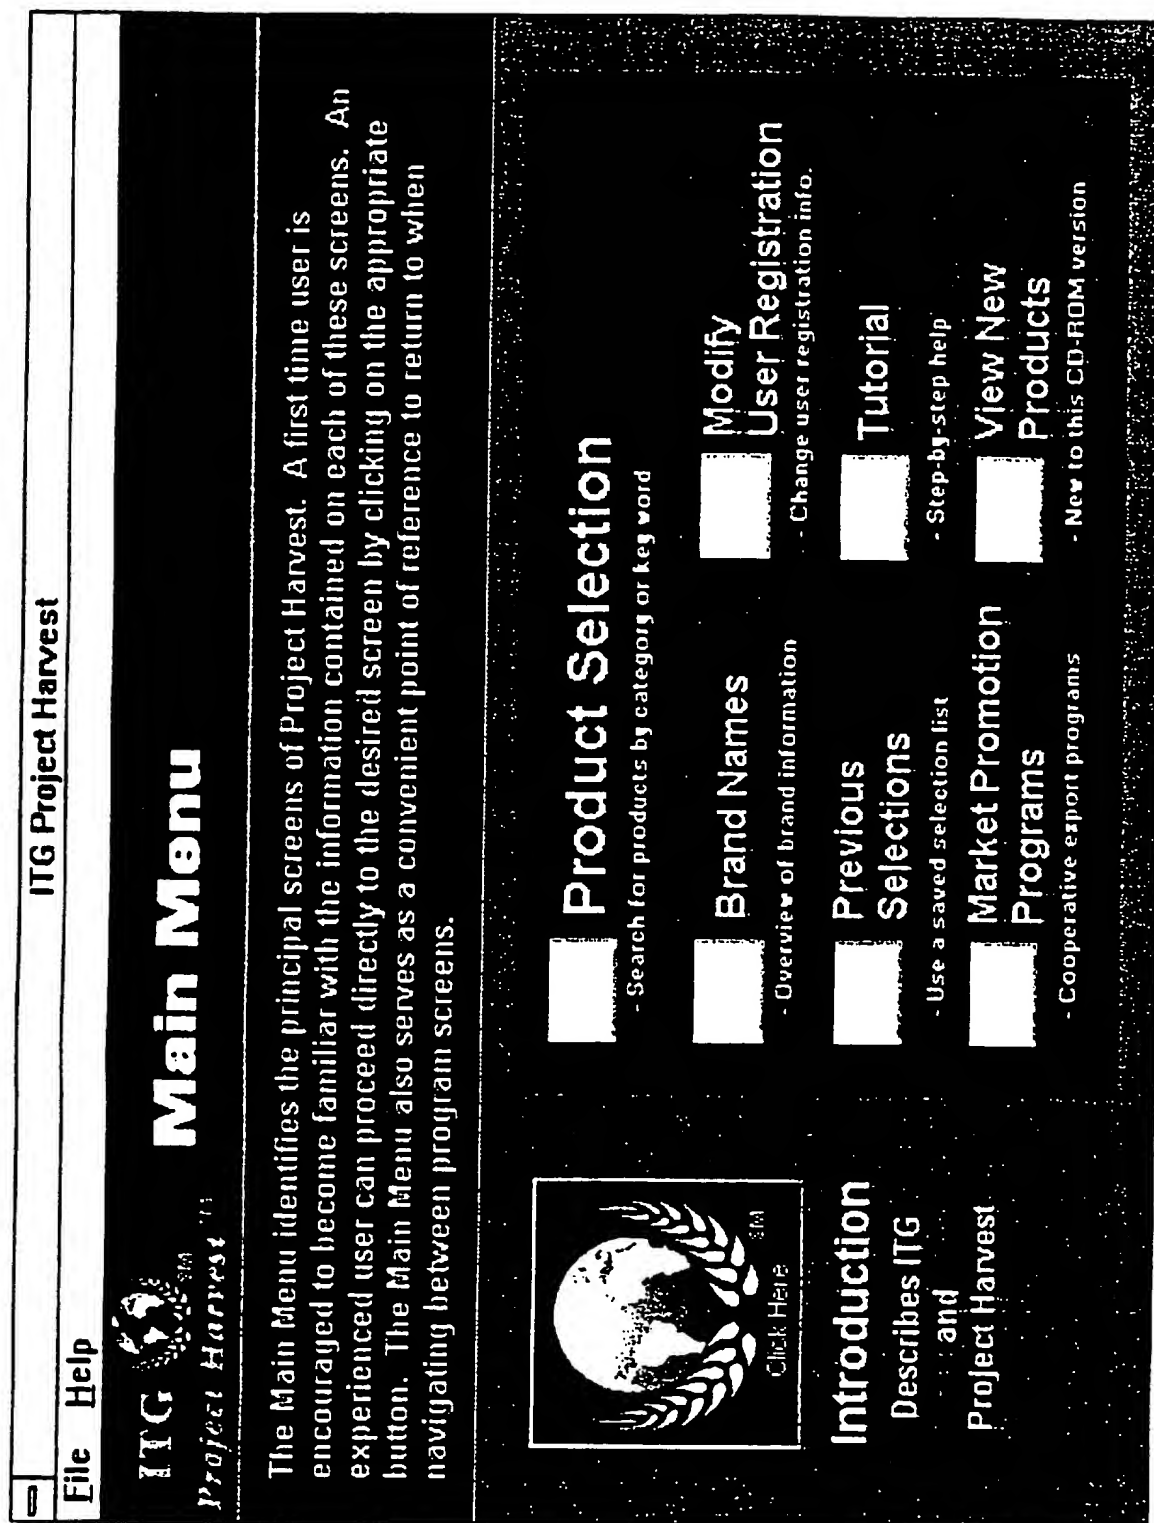 ITG Project Harvest
File Help
ITG SM
Project Harvest TM
Main Menu
The Main Menu identifies the principal screens of Project Harvest. A first time user is
encouraged to become familiar with the information contained on each of these screens. An
experienced user can proceed directly to the desired screen by clicking on the appropriate
button. The Main Menu also serves as a convenient point of reference to return to when
navigating between program screens.
Click Here SM
Introduction
Describes ITG
and
Project Harvest
Product Selection
- Search for products by category or key word
Brand Names
- Overview of brand information
Previous
Selections
- Use a saved selection list
Market Promotion
Programs
- Cooperative export programs
Modify
User Registration
- Change user registration info.
Tutorial
- Step-by-step help
View New
Products
- New to this CD-ROM version